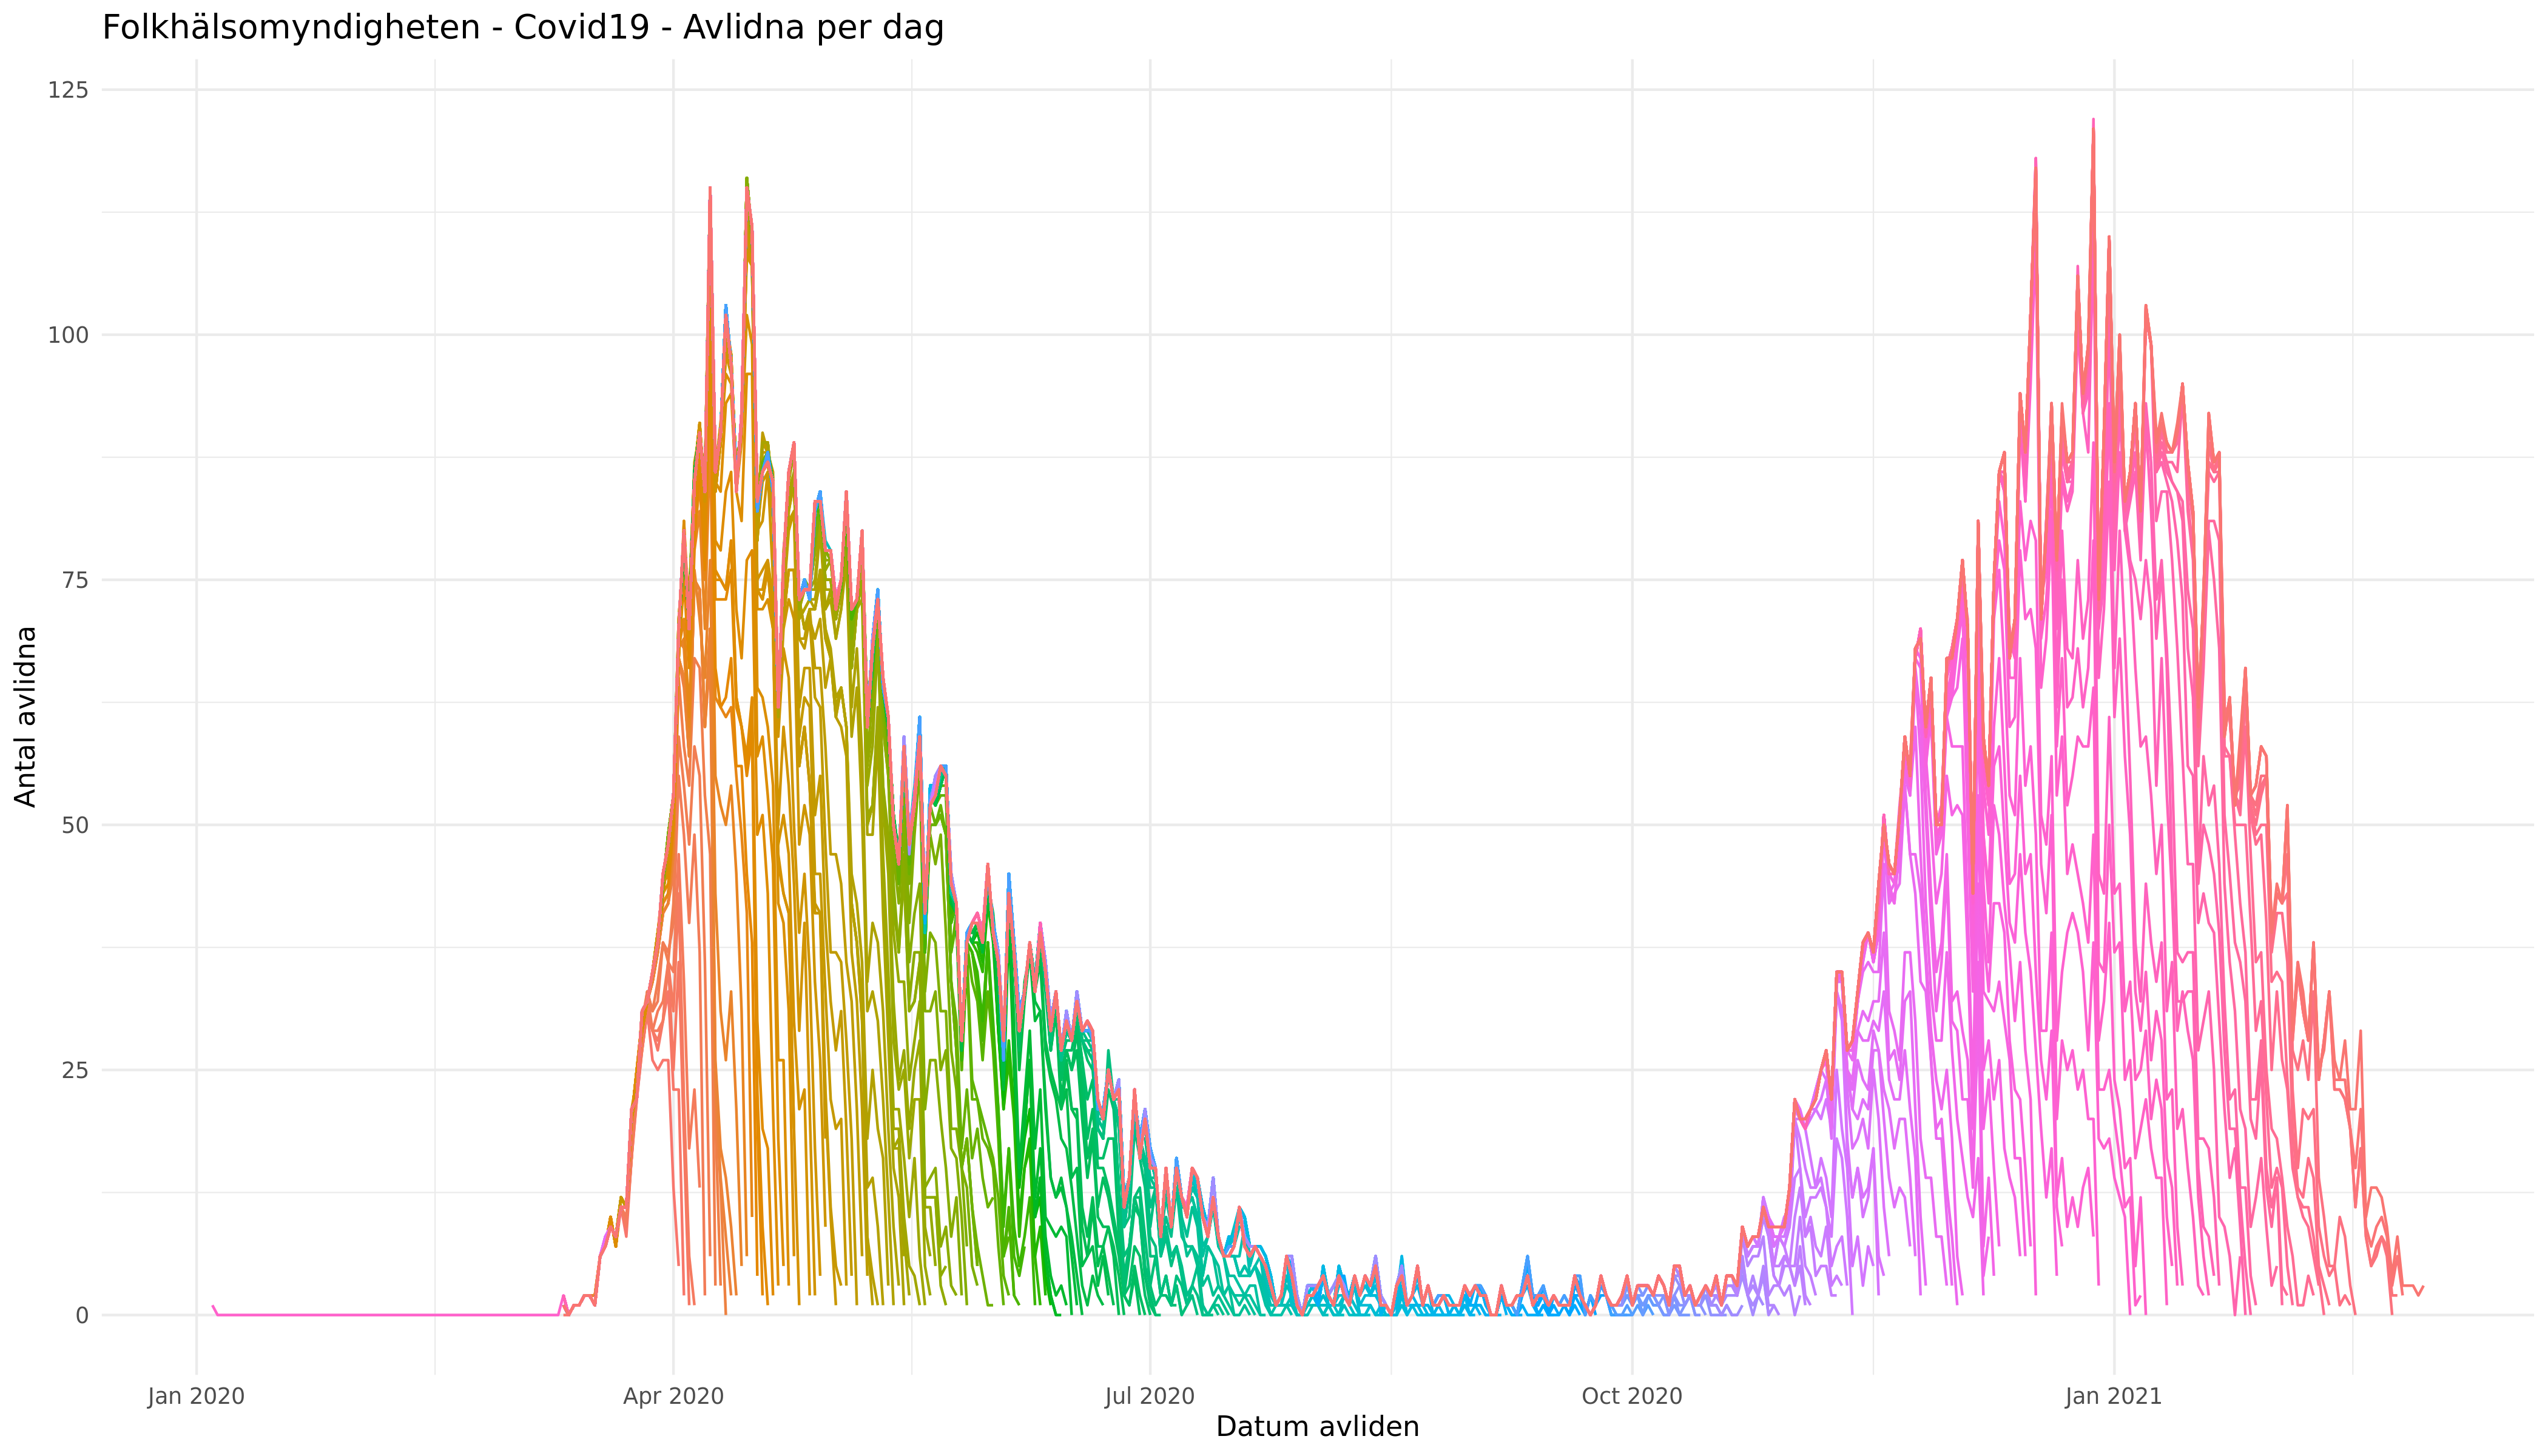 Folkhälsomyndigheten - Covid19 - Avlidna per dag
125
100
75
50
25
0
Antal avlidna
Jan 2020
Apr 2020
Jul 2020
Oct 2020
Jan 2021
Datum avliden